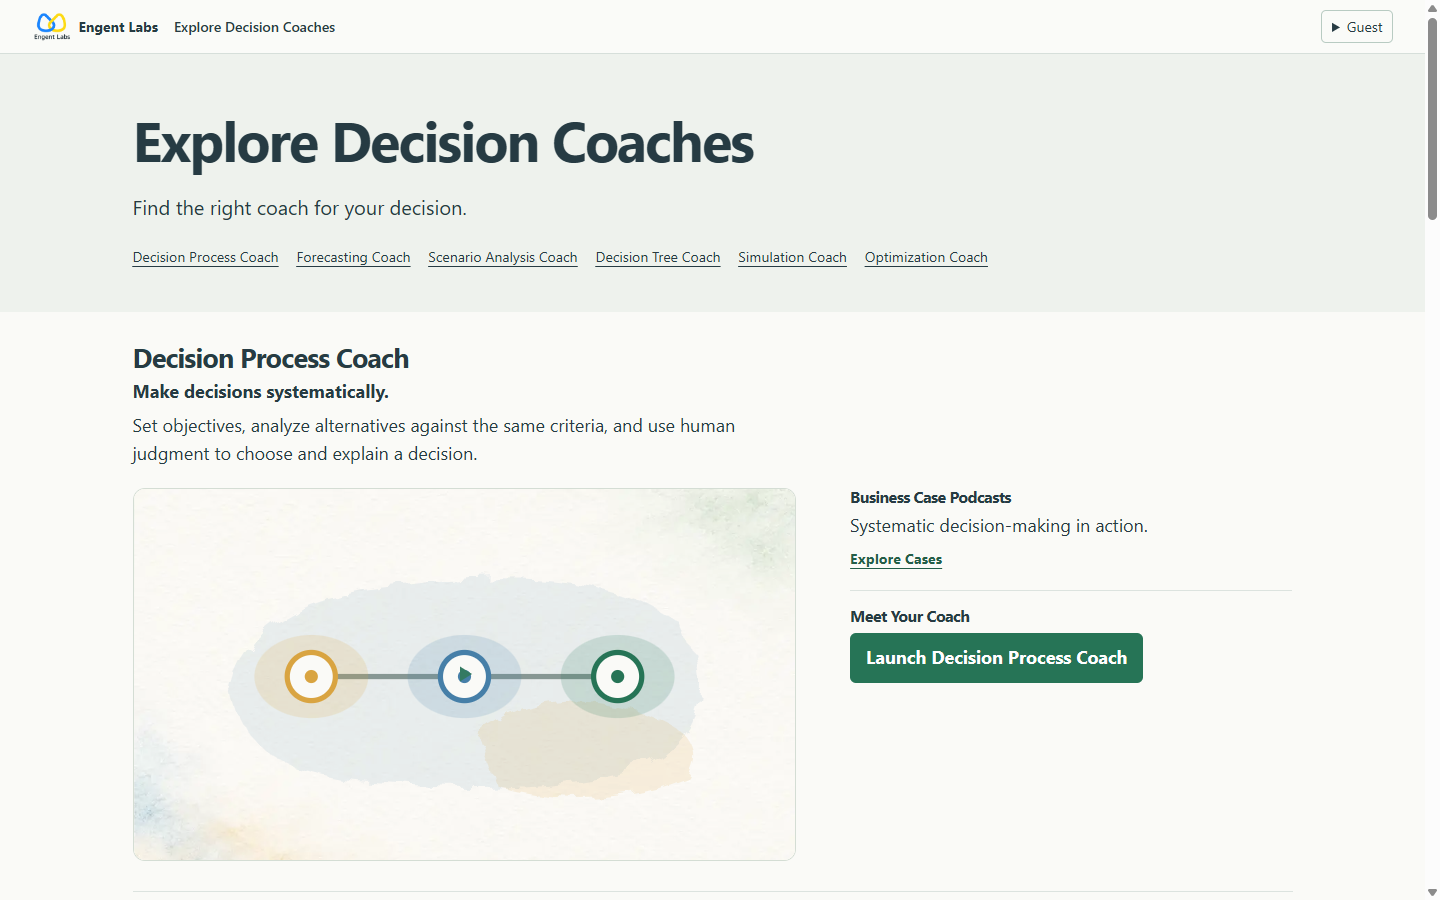 Engent Labs
Engent Labs
Explore Decision Coaches
Guest
Explore Decision Coaches
Find the right coach for your decision.
Decision Process Coach
Forecasting Coach
Scenario Analysis Coach
Decision Tree Coach
Simulation Coach
Optimization Coach
Decision Process Coach
Make decisions systematically.
Set objectives, analyze alternatives against the same criteria, and use human
judgment to choose and explain a decision.
Business Case Podcasts
Systematic decision-making in action.
Explore Cases
Meet Your Coach
Launch Decision Process Coach